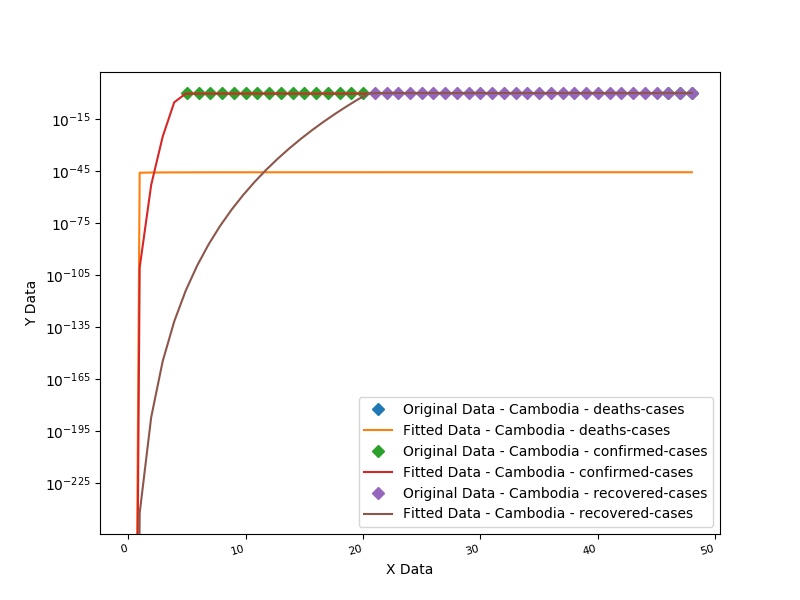 10^-15
10^-45
10^-75
10^-105
10^-135
10^-165
10^-195
10^-225
Y Data
0
10
20
30
40
50
X Data
Original Data - Cambodia - deaths-cases
Fitted Data - Cambodia - deaths-cases
Original Data - Cambodia - confirmed-cases
Fitted Data - Cambodia - confirmed-cases
Original Data - Cambodia - recovered-cases
Fitted Data - Cambodia - recovered-cases